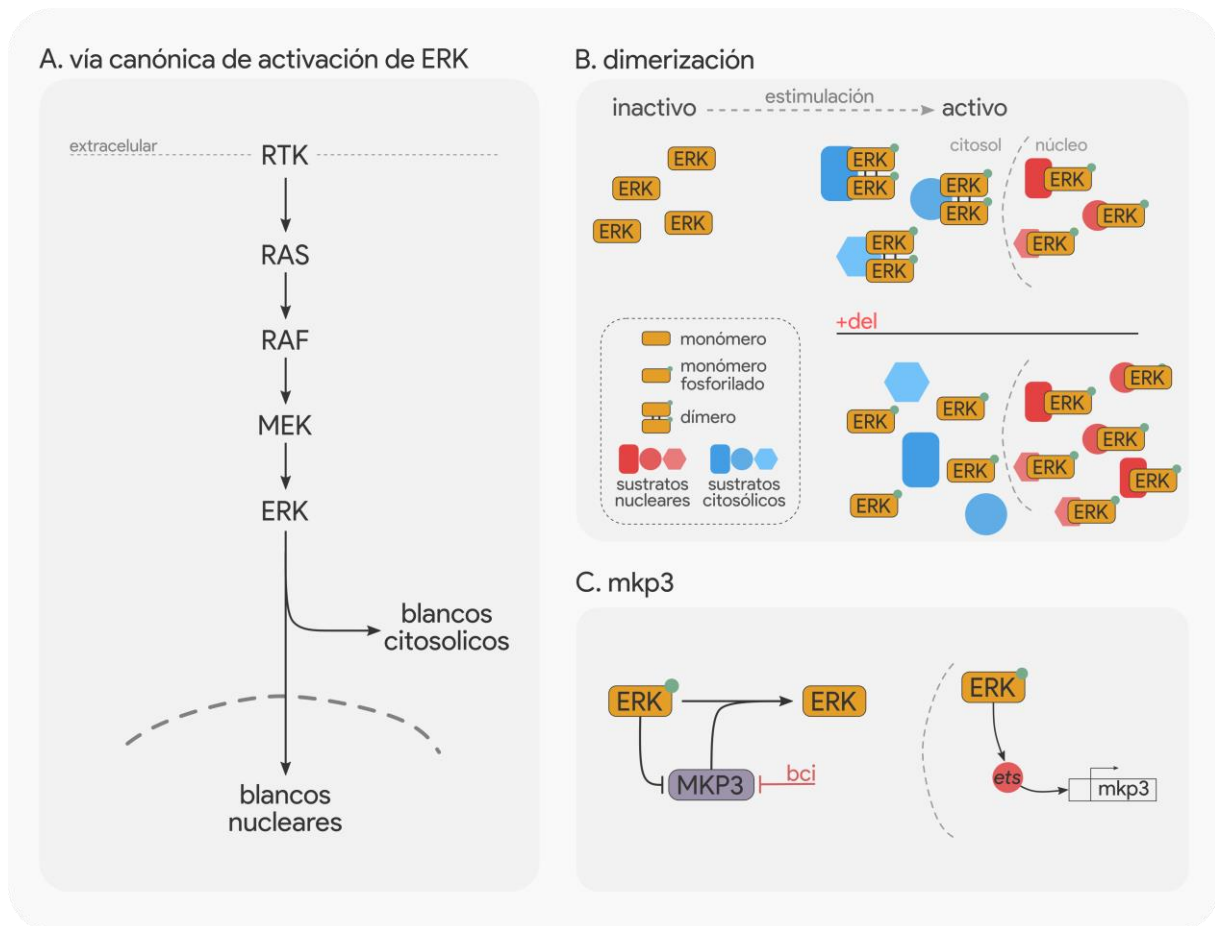 A. vía canónica de activación de ERK
extracelular
RTK
RAS
RAF
MEK
ERK
blancos
citosolicos
blancos
nucleares
B. dimerización
inactivo
estimulación
activo
citosol
núcleo
ERK
ERK
ERK
ERK
ERK
ERK
ERK
ERK
ERK
ERK
ERK
ERK
ERK
+del
monómero
monómero
fosforilado
dímero
sustratos
nucleares
sustratos
citosólicos
ERK
ERK
ERK
ERK
ERK
ERK
ERK
ERK
ERK
ERK
C. mkp3
ERK
ERK
MKP3
bci
ERK
ets
mkp3